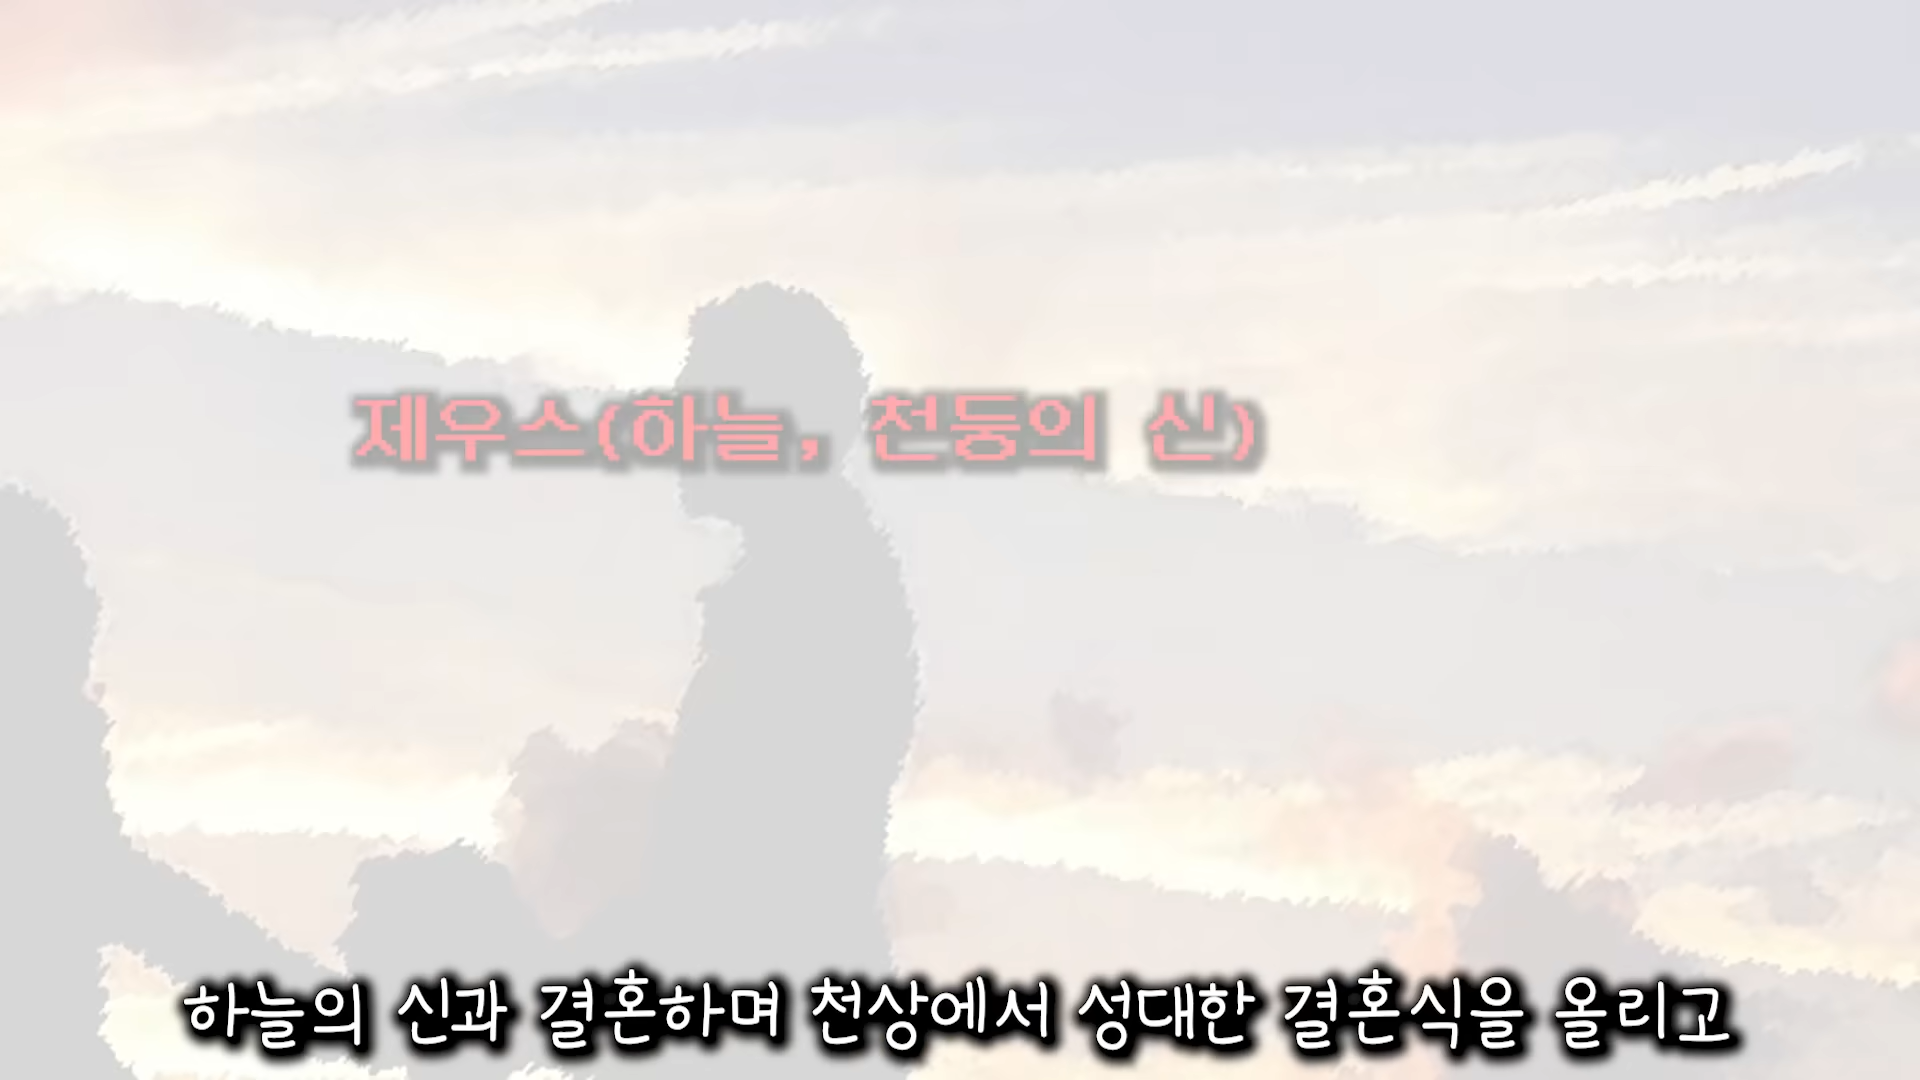 제우스(하늘, 천둥의 신)
하늘의 신과 결혼하며 천상에서 성대한 결혼식을 올리고